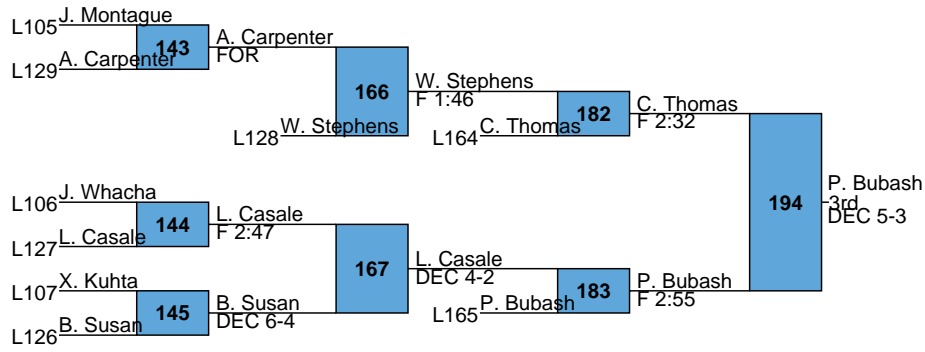 J. Montague
L105
143
A. Carpenter
L129
A. Carpenter
FOR
166
W. Stephens
L128
W. Stephens
F 1:46
182
C. Thomas
L164
C. Thomas
F 2:32
J. Whacha
L106
144
L. Casale
L127
L. Casale
F 2:47
167
X. Kuhta
L107
145
B. Susan
L126
B. Susan
DEC 6-4
L. Casale
DEC 4-2
183
P. Bubash
L165
P. Bubash
F 2:55
194
P. Bubash
3rd
DEC 5-3